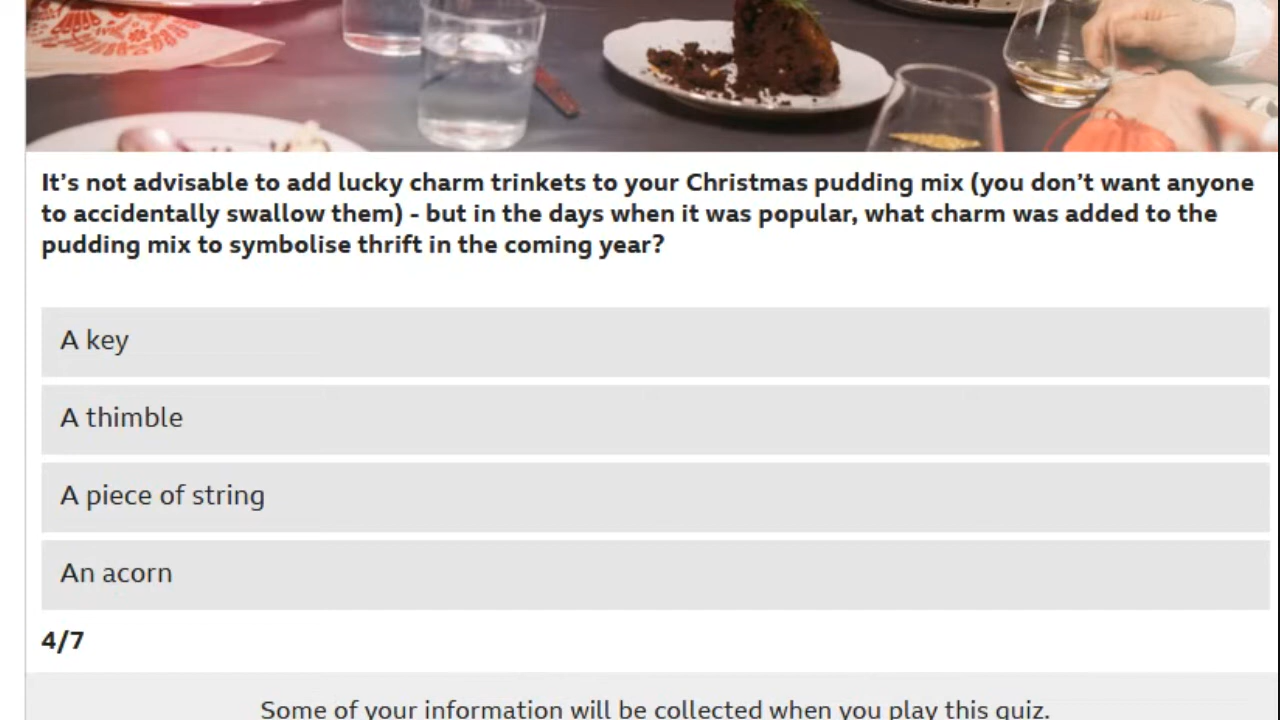 It’s not advisable to add lucky charm trinkets to your Christmas pudding mix (you don’t want anyone
to accidentally swallow them) - but in the days when it was popular, what charm was added to the
pudding mix to symbolise thrift in the coming year?
A key
A thimble
A piece of string
An acorn
4/7
Some of your information will be collected when you play this quiz.